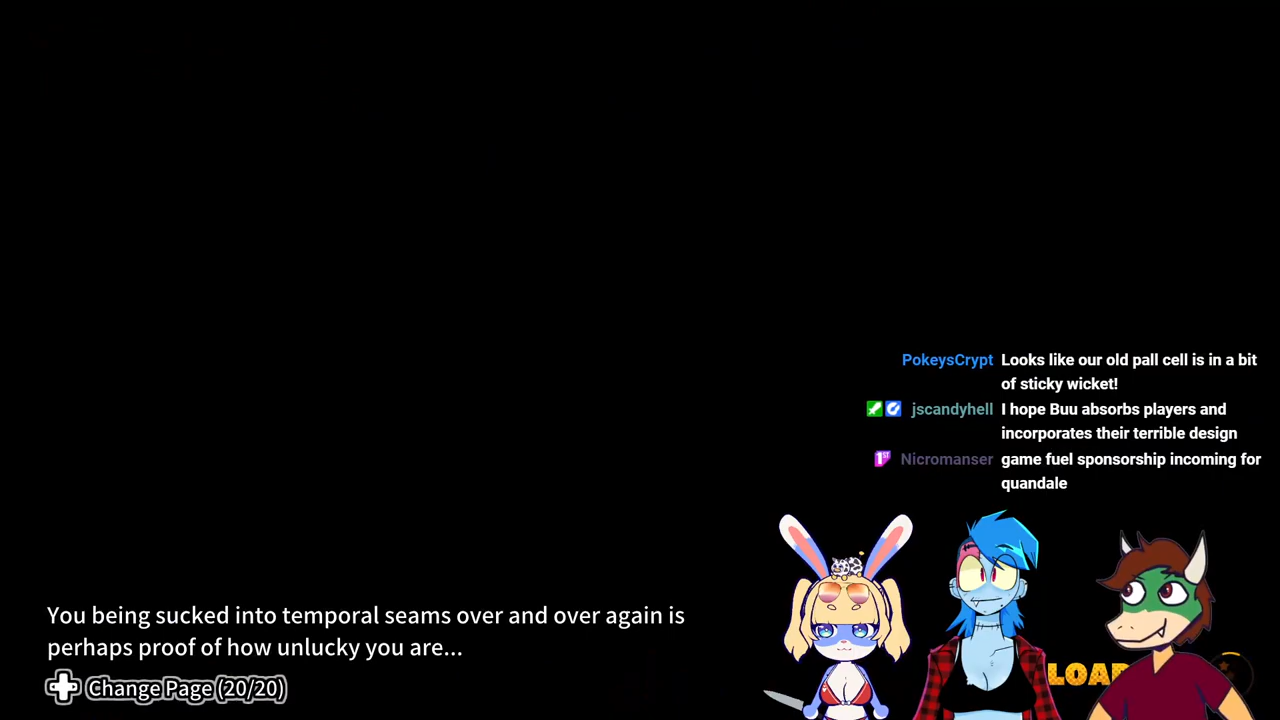 PokeysCrypt Looks like our old pall cell is in a bit
of sticky wicket!
jscandyhell I hope Buu absorbs players and
incorporates their terrible design
1ST Nicromanser game fuel sponsorship incoming for
quandale
You being sucked into temporal seams over and over again is
perhaps proof of how unlucky you are...
Change Page (20/20)
LOAD